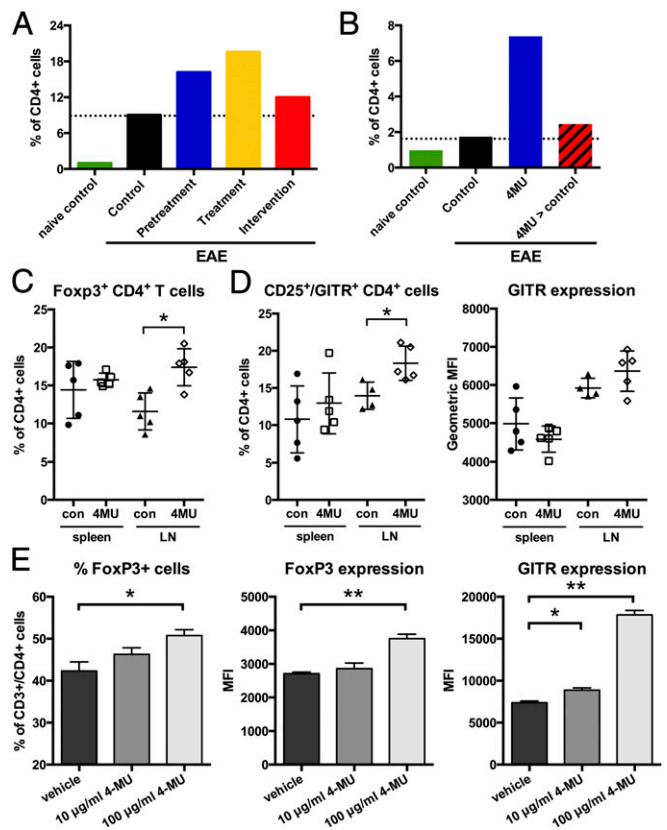 A
% of CD4+ cells
24
18
12
6
0
naive control
Control
Pretreatment
Treatment
Intervention
EAE
B
% of CD4+ cells
8
6
4
2
0
naive control
Control
4MU
4MU > control
EAE
C
Foxp3+ CD4+ T cells
% of CD4+ cells
25
20
15
10
5
0
*
con 4MU con 4MU
spleen LN
D
CD25+/GITR+ CD4+ cells
% of CD4+ cells
25
20
15
10
5
0
*
con 4MU con 4MU
spleen LN
GITR expression
Geometric MFI
8000
7000
6000
5000
4000
3000
con 4MU con 4MU
spleen LN
E
% FoxP3+ cells
% of CD3+/CD4+ cells
60
50
40
30
20
*
vehicle
10 µg/ml 4-MU
100 µg/ml 4-MU
FoxP3 expression
MFI
5000
4000
3000
2000
1000
0
**
vehicle
10 µg/ml 4-MU
100 µg/ml 4-MU
GITR expression
MFI
20000
15000
10000
5000
0
**
*
vehicle
10 µg/ml 4-MU
100 µg/ml 4-MU